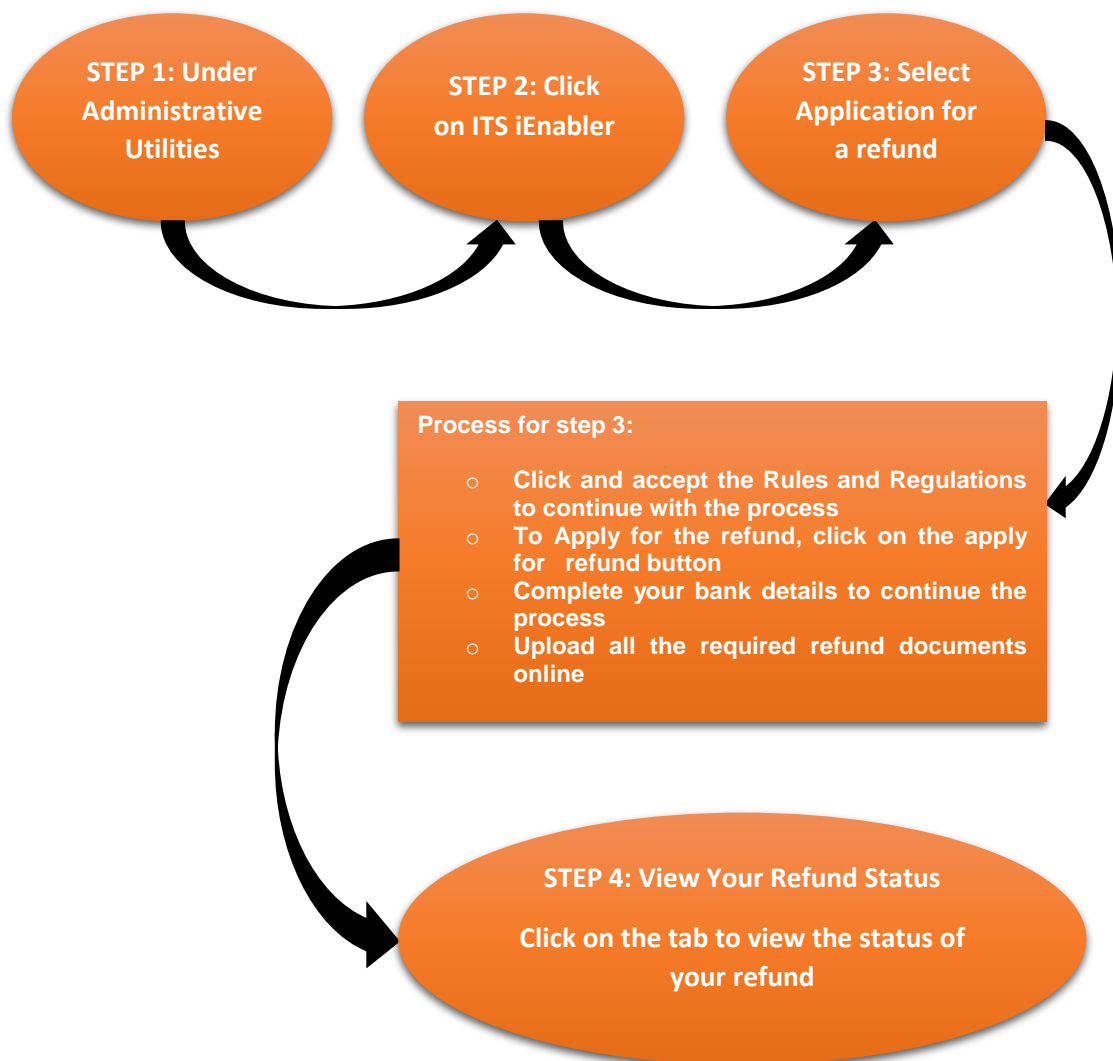 STEP 1: Under
Administrative
Utilities
STEP 2: Click
on ITS iEnabler
STEP 3: Select
Application for
a refund
Process for step 3:
o Click and accept the Rules and Regulations
to continue with the process
o To Apply for the refund, click on the apply
for refund button
o Complete your bank details to continue the
process
o Upload all the required refund documents
online
STEP 4: View Your Refund Status
Click on the tab to view the status of
your refund